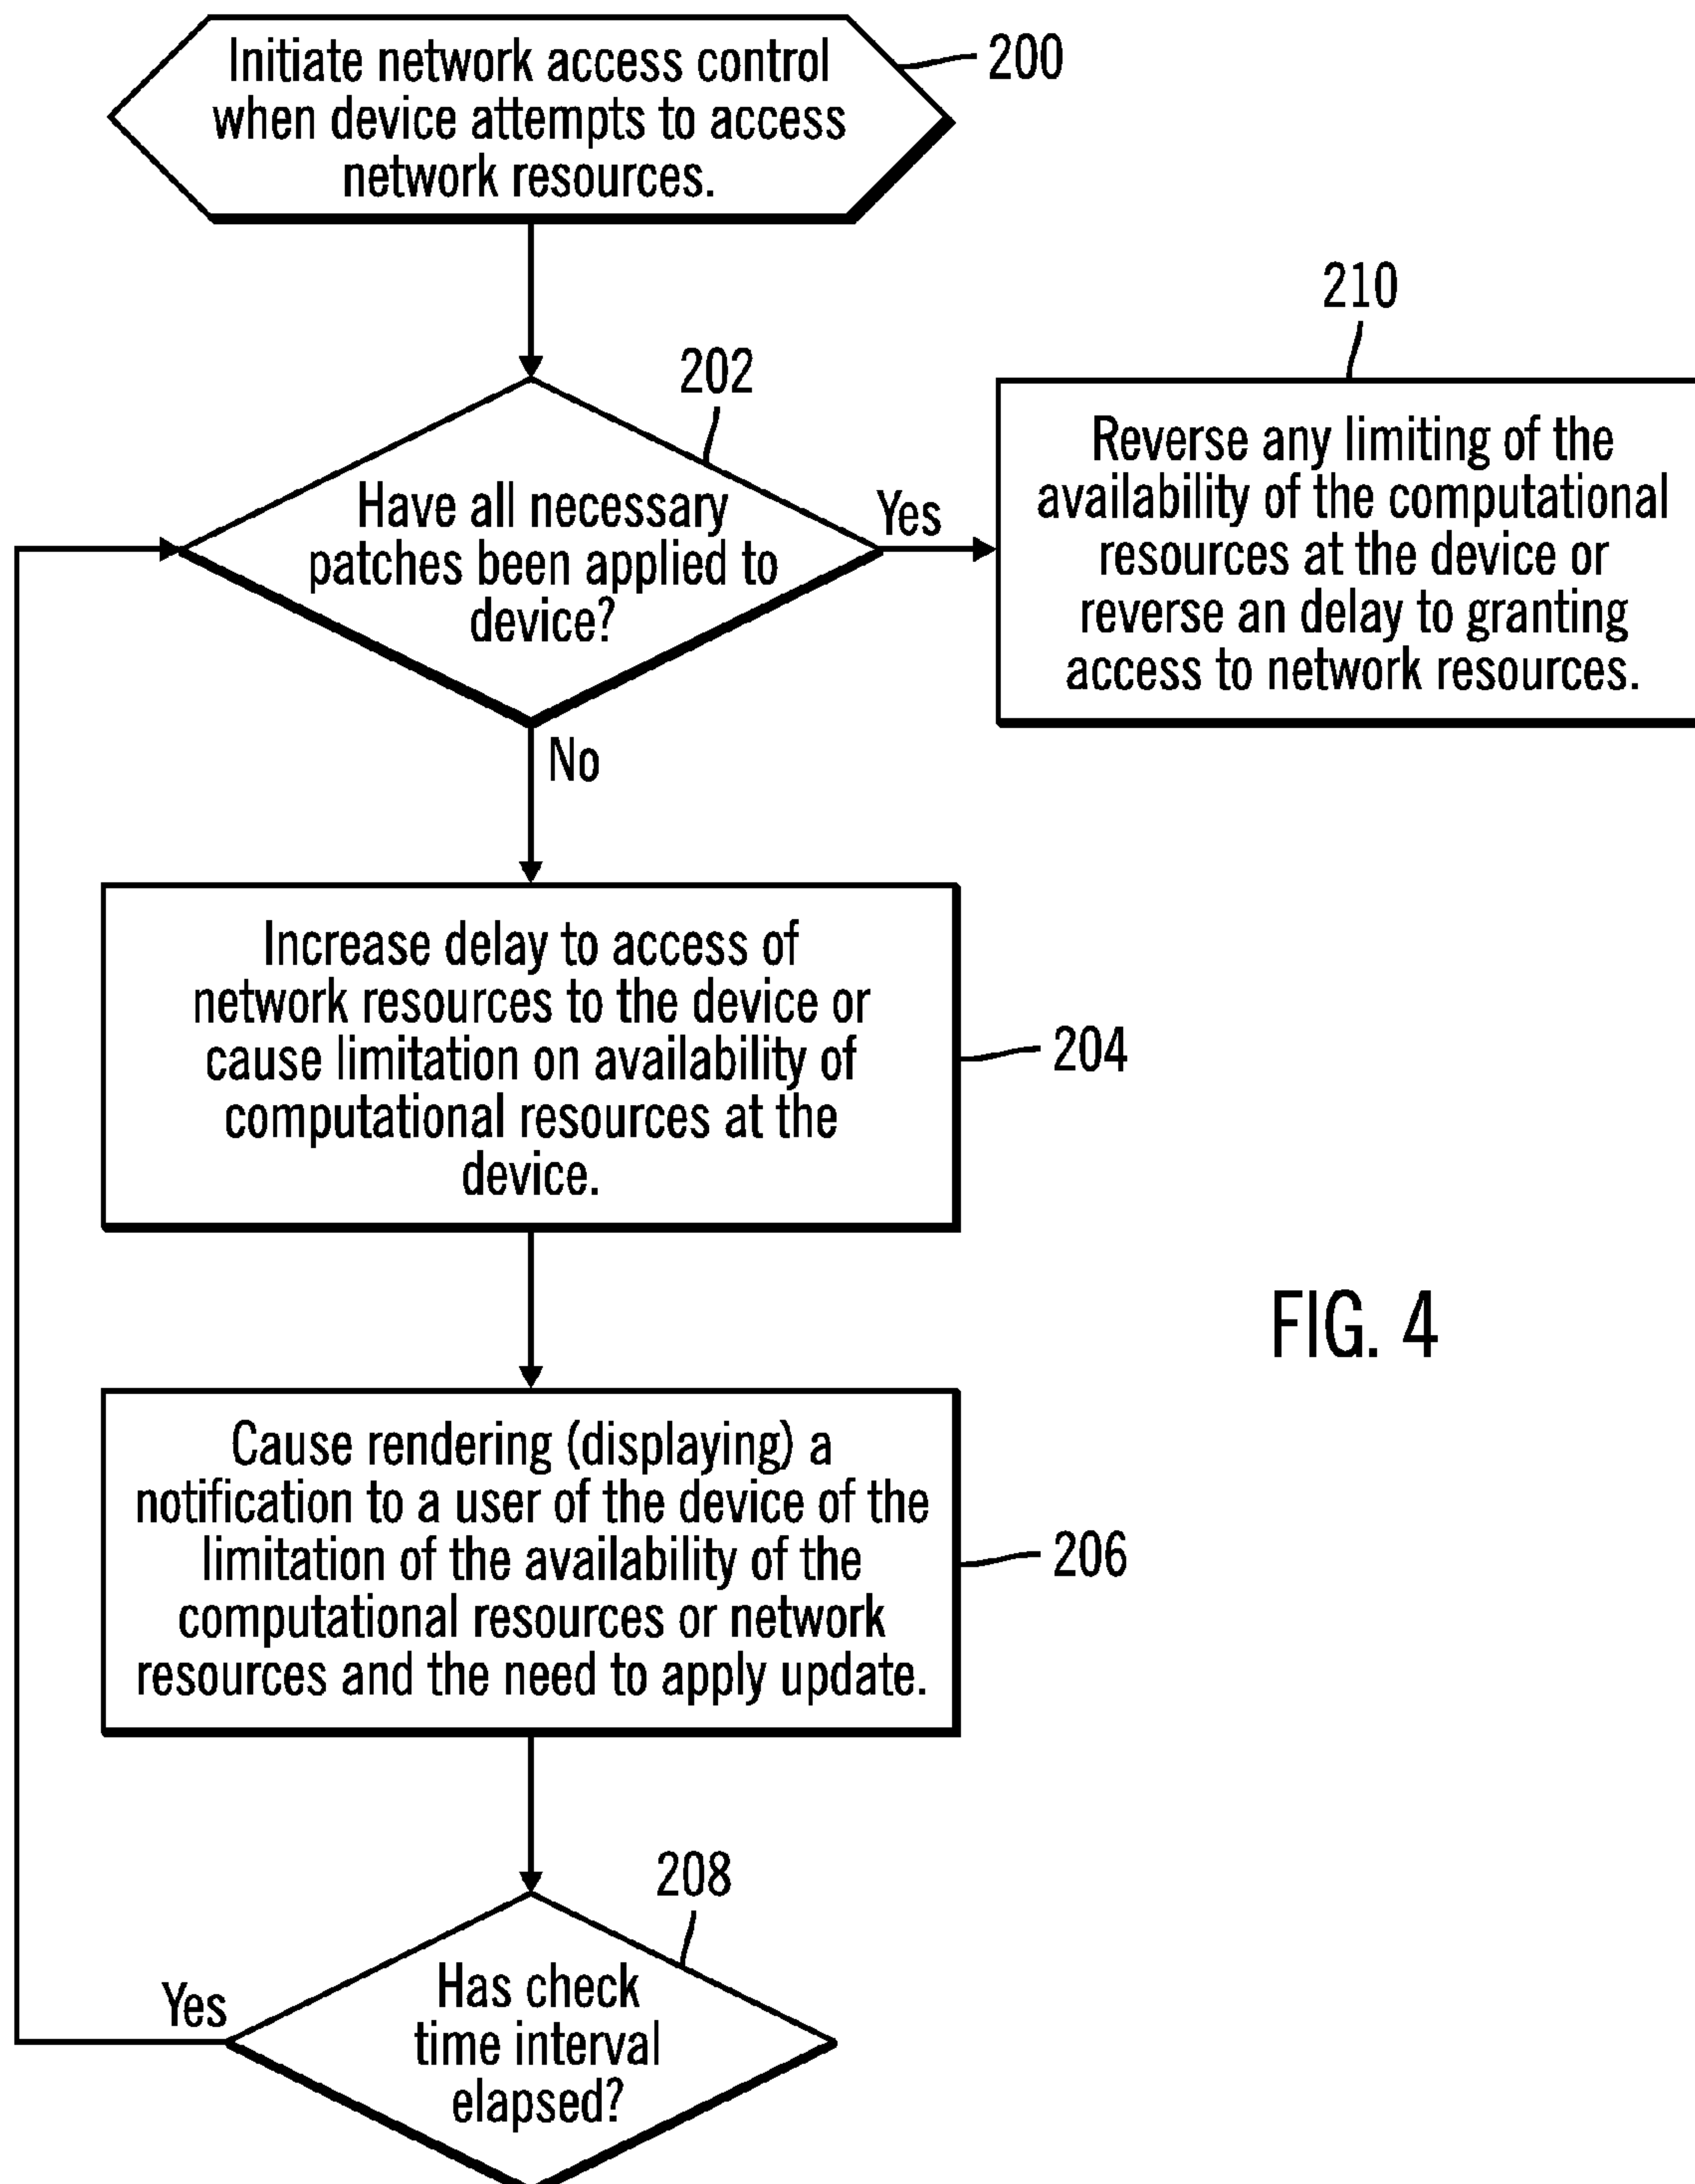 Initiate network access control
when device attempts to access
network resources.
200
202
Have all necessary
patches been applied to
device?
Yes
No
210
Reverse any limiting of the
availability of the computational
resources at the device or
reverse an delay to granting
access to network resources.
Increase delay to access of
network resources to the device or
cause limitation on availability of
computational resources at the
device.
204
FIG. 4
Cause rendering (displaying) a
notification to a user of the device of the
limitation of the availability of the
computational resources or network
resources and the need to apply update.
206
208
Has check
time interval
elapsed?
Yes